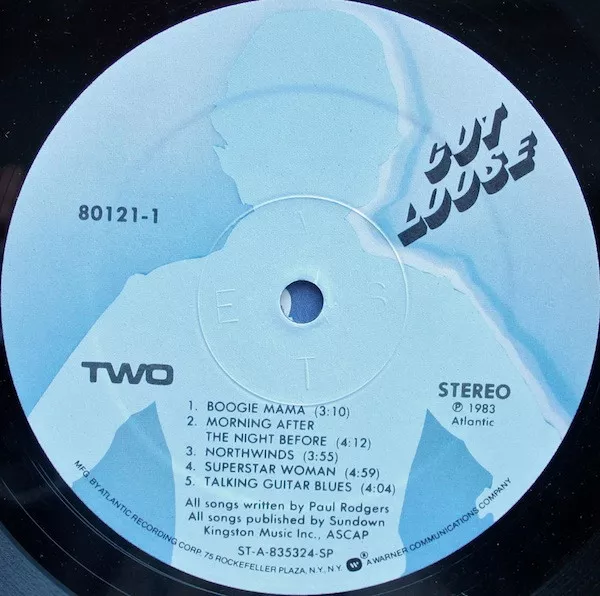 CUT
LOOSE
80121-1
TWO
STEREO
℗ 1983
Atlantic
1. BOOGIE MAMA (3:10)
2. MORNING AFTER
THE NIGHT BEFORE (4:12)
3. NORTHWINDS (3:55)
4. SUPERSTAR WOMAN (4:59)
5. TALKING GUITAR BLUES (4:04)
All songs written by Paul Rodgers
All songs published by Sundown
Kingston Music Inc., ASCAP
ST-A-835324-SP
MFG. BY ATLANTIC RECORDING CORP. 75 ROCKEFELLER PLAZA, N.Y. N.Y. W ® A WARNER COMMUNICATIONS COMPANY